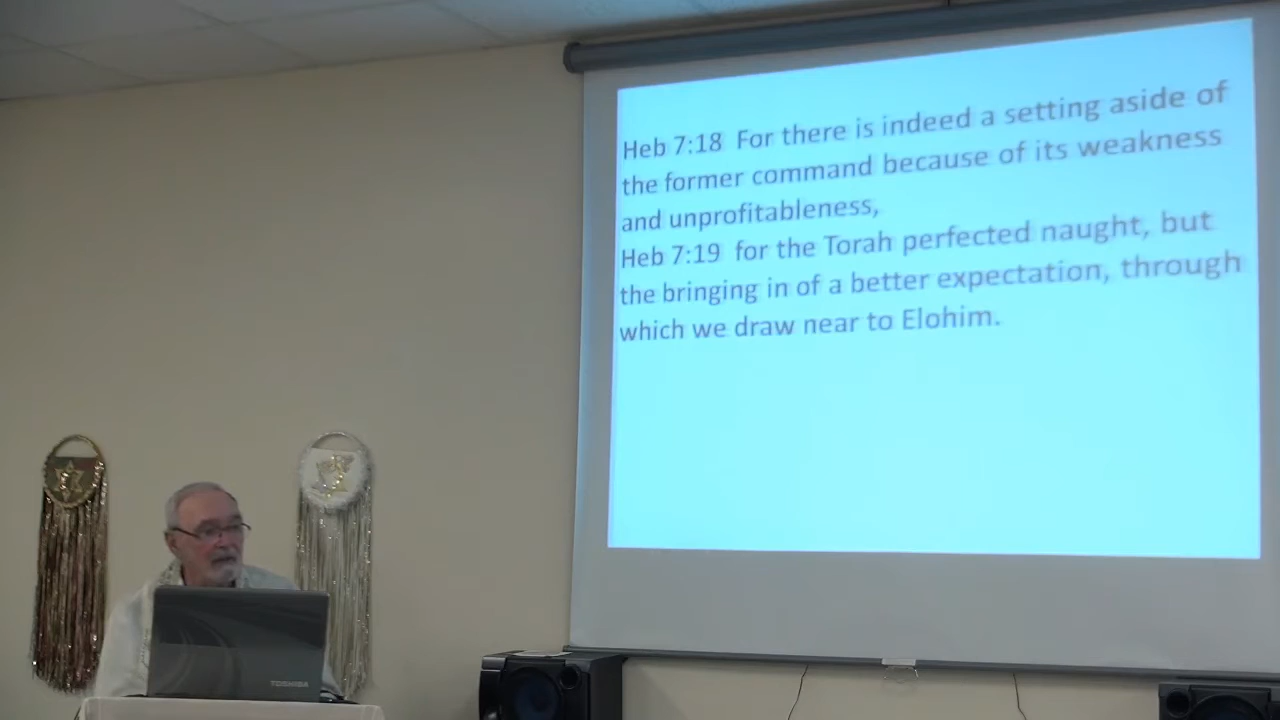 Heb 7:18  For there is indeed a setting aside of
the former command because of its weakness
and unprofitableness,
Heb 7:19  for the Torah perfected naught, but
the bringing in of a better expectation, through
which we draw near to Elohim.
TOSHIBA